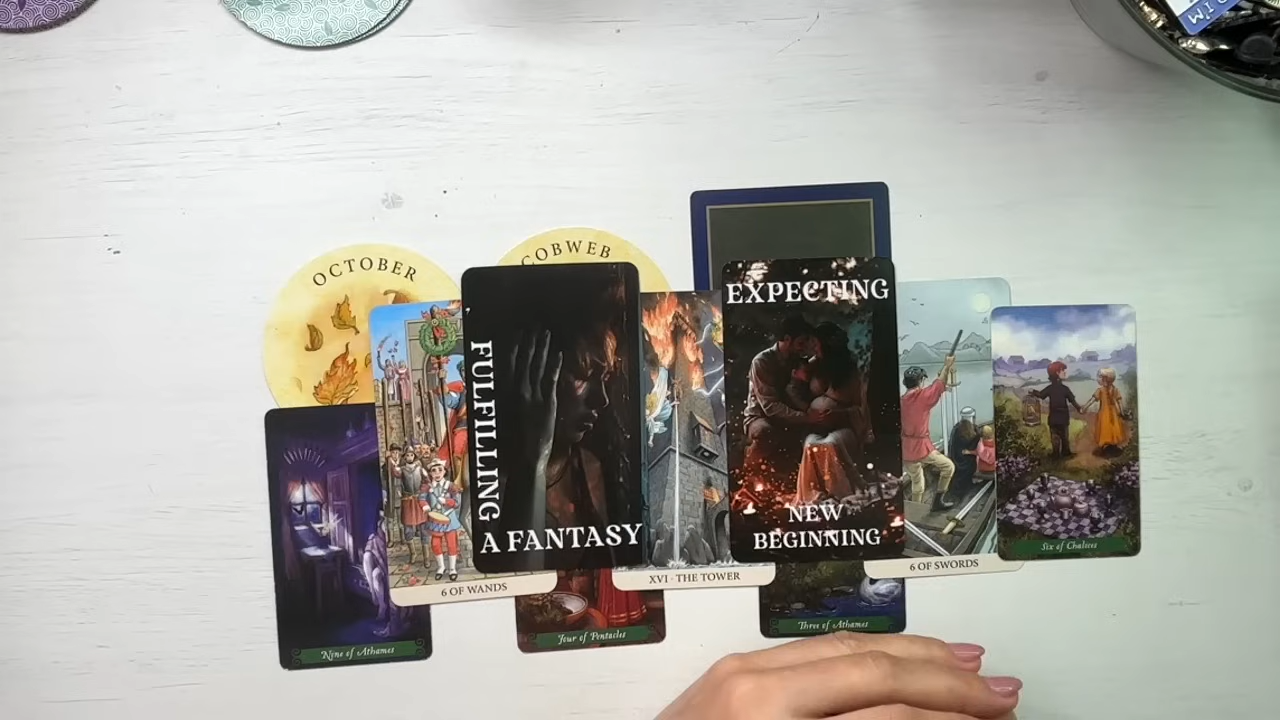 I'M
OCTOBER
COBWEB
FULFILLING
A FANTASY
EXPECTING
NEW
BEGINNING
6 OF WANDS
XVI · THE TOWER
6 OF SWORDS
Six of Chalices
Nine of Athames
Four of Pentacles
Three of Athames